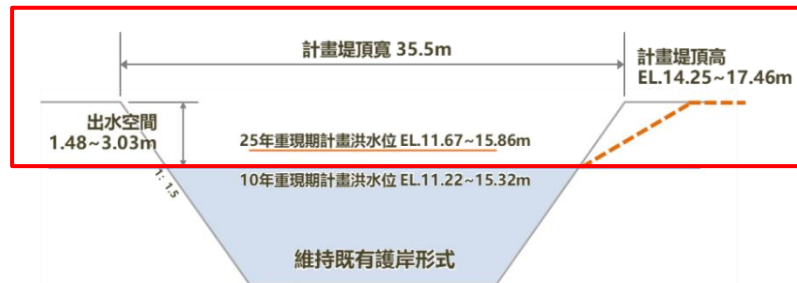 計畫堤頂寬 35.5m
計畫堤頂高
EL.14.25~17.46m
出水空間
1.48~3.03m
25年重現期計畫洪水位 EL.11.67~15.86m
10年重現期計畫洪水位 EL.11.22~15.32m
1: 1.5
維持既有護岸形式